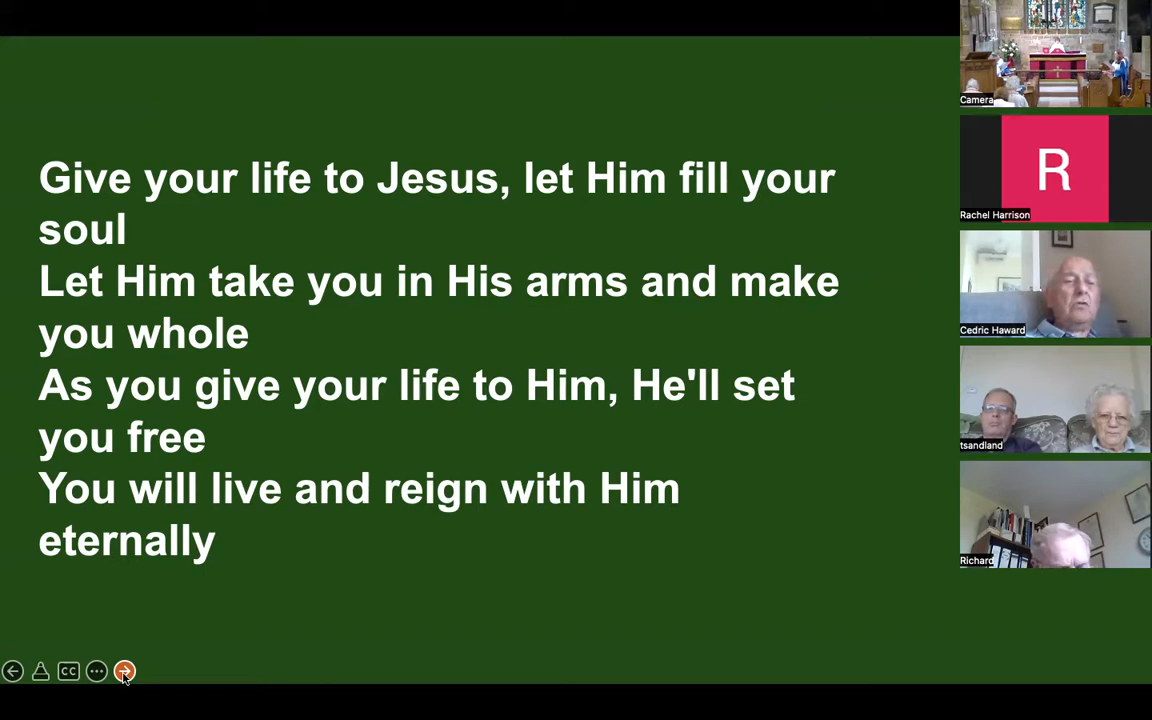 Give your life to Jesus, let Him fill your
soul
Let Him take you in His arms and make
you whole
As you give your life to Him, He'll set
you free
You will live and reign with Him
eternally
Camera
R
Rachel Harrison
Cedric Haward
tsandland
Richard
CC